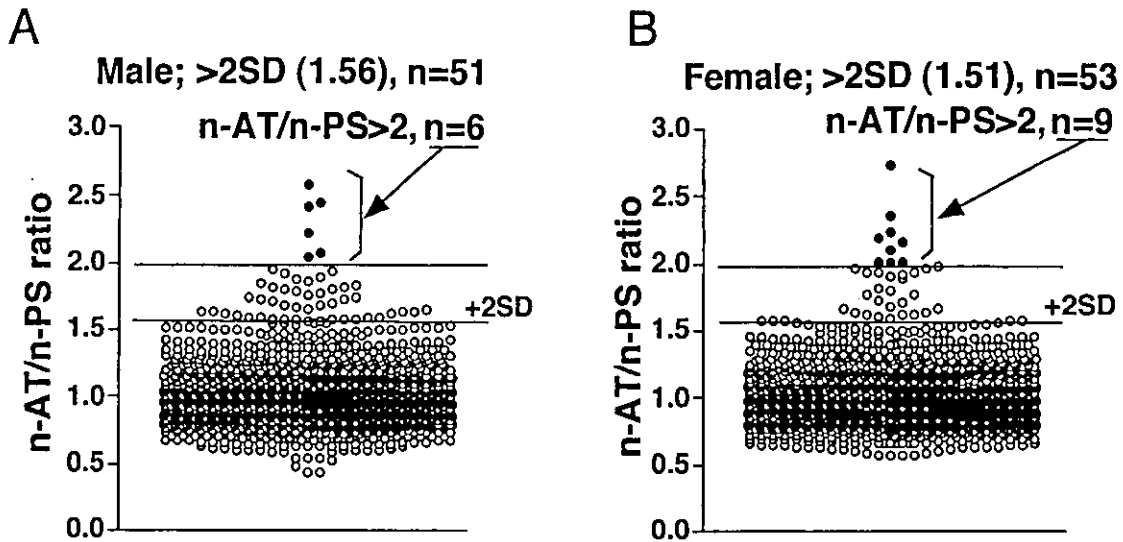 A
Male; >2SD (1.56), n=51
n-AT/n-PS>2, n=6
3.0
2.5
2.0
1.5
1.0
0.5
0.0
n-AT/n-PS ratio
+2SD
B
Female; >2SD (1.51), n=53
n-AT/n-PS>2, n=9
3.0
2.5
2.0
1.5
1.0
0.5
0.0
n-AT/n-PS ratio
+2SD